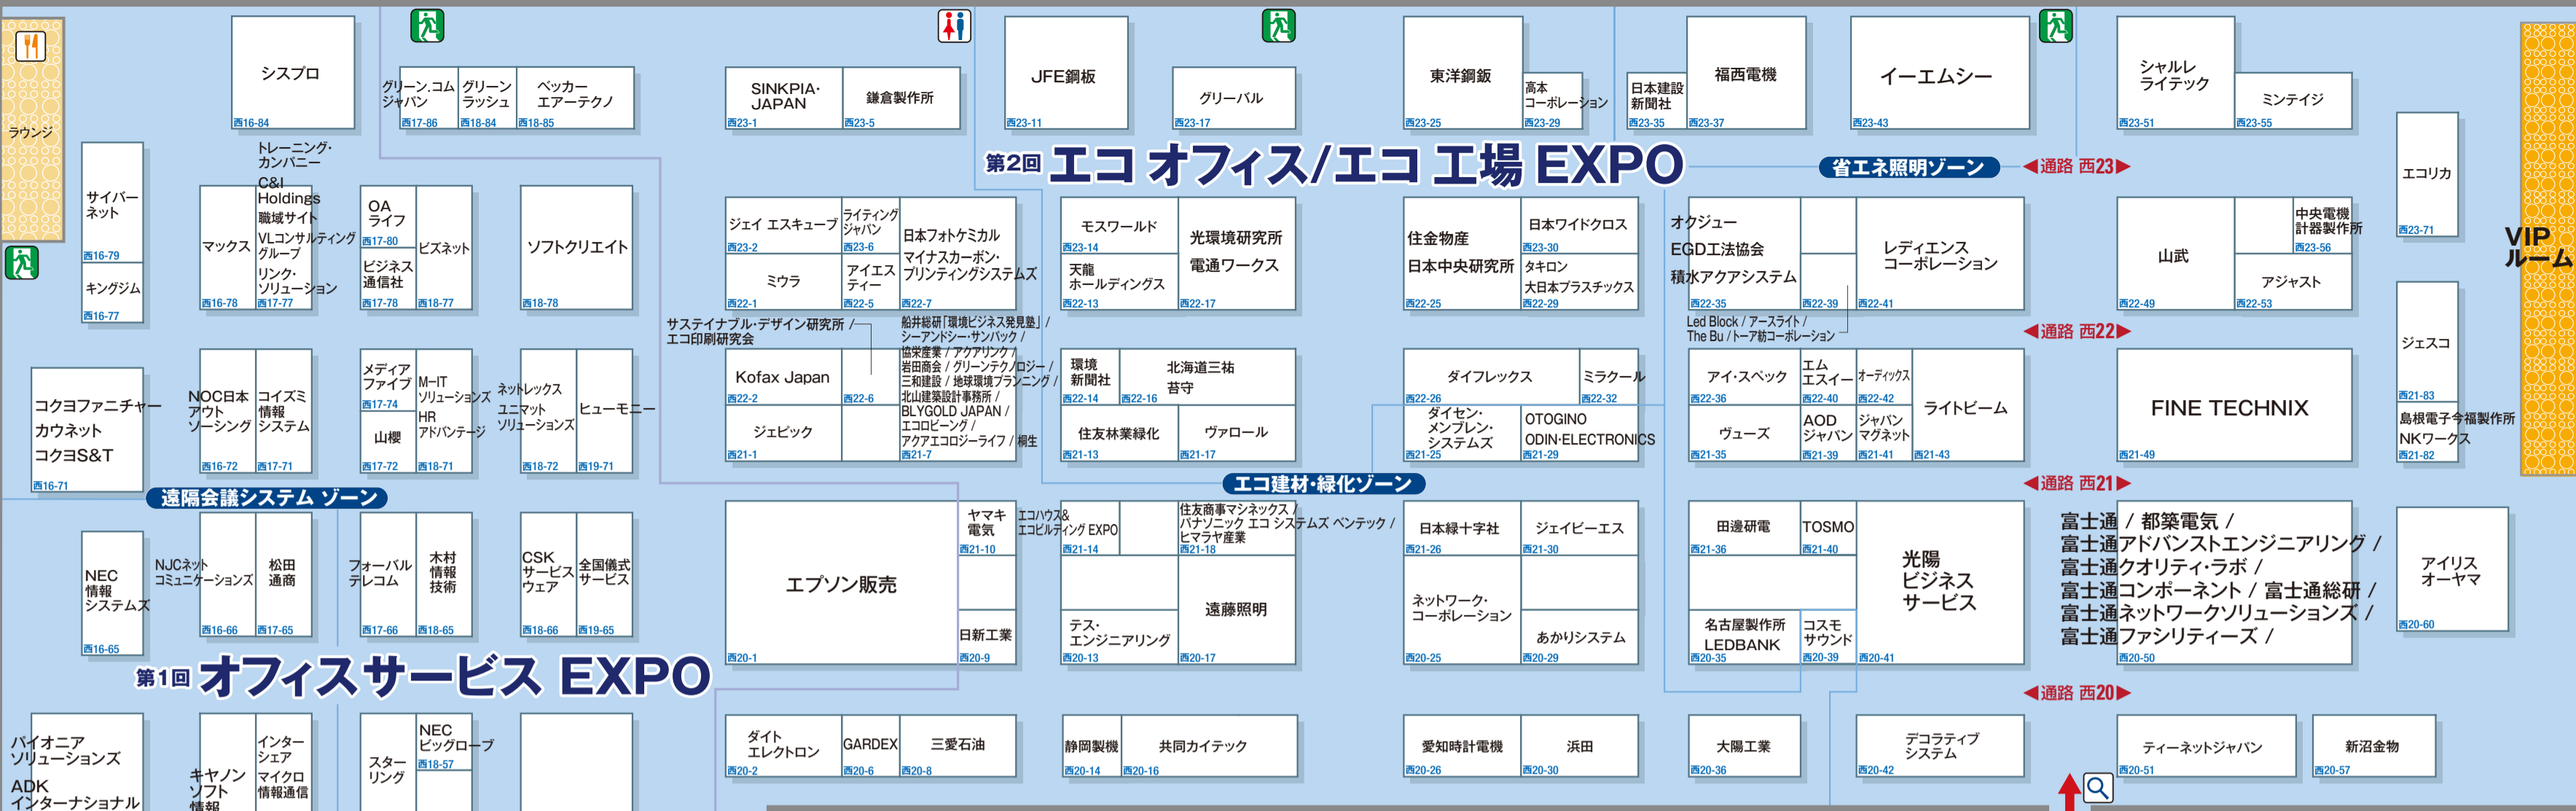 ラウンジ
シスプロ
西16-84
グリーン.コム
ジャパン
西17-86
グリーン
ラッシュ
西18-84
ベッカー
エアーテクノ
西18-85
SINKPIA・
JAPAN
西23-1
鎌倉製作所
西23-5
JFE鋼板
西23-11
グリーバル
西23-17
東洋鋼鈑
西23-25
高本
コーポレーション
西23-29
日本建設
新聞社
西23-35
福西電機
西23-37
イーエムシー
西23-43
シャルレ
ライテック
西23-51
ミンテイジ
西23-55
第2回 エコ オフィス/エコ 工場 EXPO
省エネ照明ゾーン
通路 西23
サイバー
ネット
西16-79
キングジム
西16-77
マックス
西16-78
トレーニング・
カンパニー
C&I
Holdings
職域サイト
VLコンサルティング
グループ
リンク・
ソリューション
西17-77
OA
ライフ
西17-80
ビジネス
通信社
西17-78
ビズネット
西18-77
ソフトクリエイト
西18-78
ジェイ エスキューブ
西23-2
ライティング
ジャパン
西23-6
日本フォトケミカル
マイナスカーボン・
プリンティングシステムズ
西22-7
ミウラ
西22-1
アイエス
ティー
西22-5
モスワールド
西23-14
天龍
ホールディングス
西22-13
光環境研究所
電通ワークス
西22-17
住金物産
日本中央研究所
西22-25
日本ワイドクロス
西23-30
タキロン
大日本プラスチックス
西22-29
オクジュー
EGD工法協会
積水アクアシステム
西22-35
西22-39
レディエンス
コーポレーション
西22-41
山武
西22-49
中央電機
計器製作所
西23-56
アジャスト
西22-53
エコリカ
西23-71
VIP
ルーム
サステイナブル・デザイン研究所 /
エコ印刷研究会
船井総研「環境ビジネス発見塾」 /
シーアンドシー・サンパック /
協栄産業 / アクアリンク /
岩田商会 / グリーンテクノロジー /
三和建設 / 地球環境プランニング /
北山建築設計事務所 /
BLYGOLD JAPAN /
エコロビーング /
アクアエコロジーライフ / 桐生
西21-7
Led Block / アースライト /
The Bu / トーア紡コーポレーション
通路 西22
コクヨファニチャー
カウネット
コクヨS&T
西16-71
NOC日本
アウト
ソーシング
西16-72
コイズミ
情報
システム
西17-71
メディア
ファイブ
西17-74
山櫻
西17-72
M-IT
ソリューションズ
HR
アドバンテージ
西18-71
ネットレックス
ユニマット
ソリューションズ
西18-72
ヒューモニー
西19-71
Kofax Japan
西22-2
西22-6
ジェピック
西21-1
環境
新聞社
西22-14
北海道三祐
苔守
西22-16
住友林業緑化
西21-13
ヴァロール
西21-17
ダイフレックス
西22-26
ミラクール
西22-32
ダイセン・
メンブレン・
システムズ
西21-25
OTOGINO
ODIN・ELECTRONICS
西21-29
アイ・スペック
西22-36
エム
エスイー
西22-40
オーディックス
西22-42
ヴューズ
西21-35
AOD
ジャパン
西21-39
ジャパン
マグネット
西21-41
ライトビーム
西21-43
FINE TECHNIX
西21-49
ジェスコ
西21-83
島根電子今福製作所
NKワークス
西21-82
遠隔会議システム ゾーン
エコ建材・緑化ゾーン
通路 西21
NEC
情報
システムズ
西16-65
NJCネット
コミュニケーションズ
西16-66
松田
通商
西17-65
フォーバル
テレコム
西17-66
木村
情報
技術
西18-65
CSK
サービス
ウェア
西18-66
全国儀式
サービス
西19-65
エプソン販売
西20-1
ヤマキ
電気
西21-10
日新工業
西20-9
エコハウス&
エコビルディング EXPO
西21-14
住友商事マシネックス /
パナソニック エコ システムズ ベンテック /
ヒマラヤ産業
西21-18
テス・
エンジニアリング
西20-13
遠藤照明
西20-17
日本緑十字社
西21-26
ジェイビーエス
西21-30
ネットワーク・
コーポレーション
西20-25
あかりシステム
西20-29
田邊研電
西21-36
TOSMO
西21-40
名古屋製作所
LEDBANK
西20-35
コスモ
サウンド
西20-39
光陽
ビジネス
サービス
西20-41
富士通 / 都築電気 /
富士通アドバンストエンジニアリング /
富士通クオリティ・ラボ /
富士通コンポーネント / 富士通総研 /
富士通ネットワークソリューションズ /
富士通ファシリティーズ /
西20-50
アイリス
オーヤマ
西20-60
第1回 オフィス サービス EXPO
通路 西20
パイオニア
ソリューションズ
ADK
インターナショナル
キヤノン
ソフト
情報
インター
シェア
マイクロ
情報通信
スター
リング
NEC
ビッグローブ
西18-57
ダイト
エレクトロン
西20-2
GARDEX
西20-6
三愛石油
西20-8
静岡製機
西20-14
共同カイテック
西20-16
愛知時計電機
西20-26
浜田
西20-30
大陽工業
西20-36
デコラティブ
システム
西20-42
ティーネットジャパン
西20-51
新沼金物
西20-57